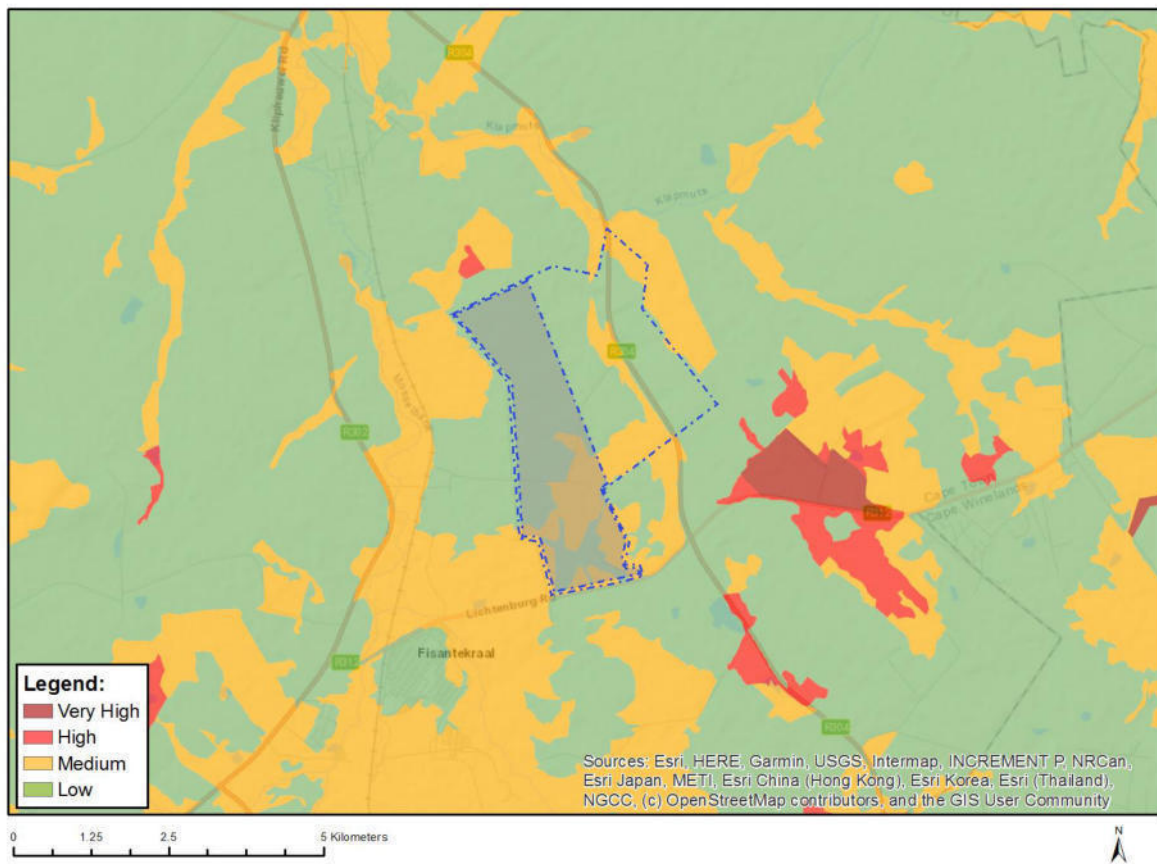 R304
Klipheuwel Rd
Klapmuts
Klapmuts
R304
R302
Cape Town
Cape Winelands
R312
Lichtenburg R
Fisantekraal
R312
R304
Legend:
Very High
High
Medium
Low
Sources: Esri, HERE, Garmin, USGS, Intermap, INCREMENT P, NRCan,
Esri Japan, METI, Esri China (Hong Kong), Esri Korea, Esri (Thailand),
NGCC, (c) OpenStreetMap contributors, and the GIS User Community
0 1.25 2.5 5 Kilometers
N